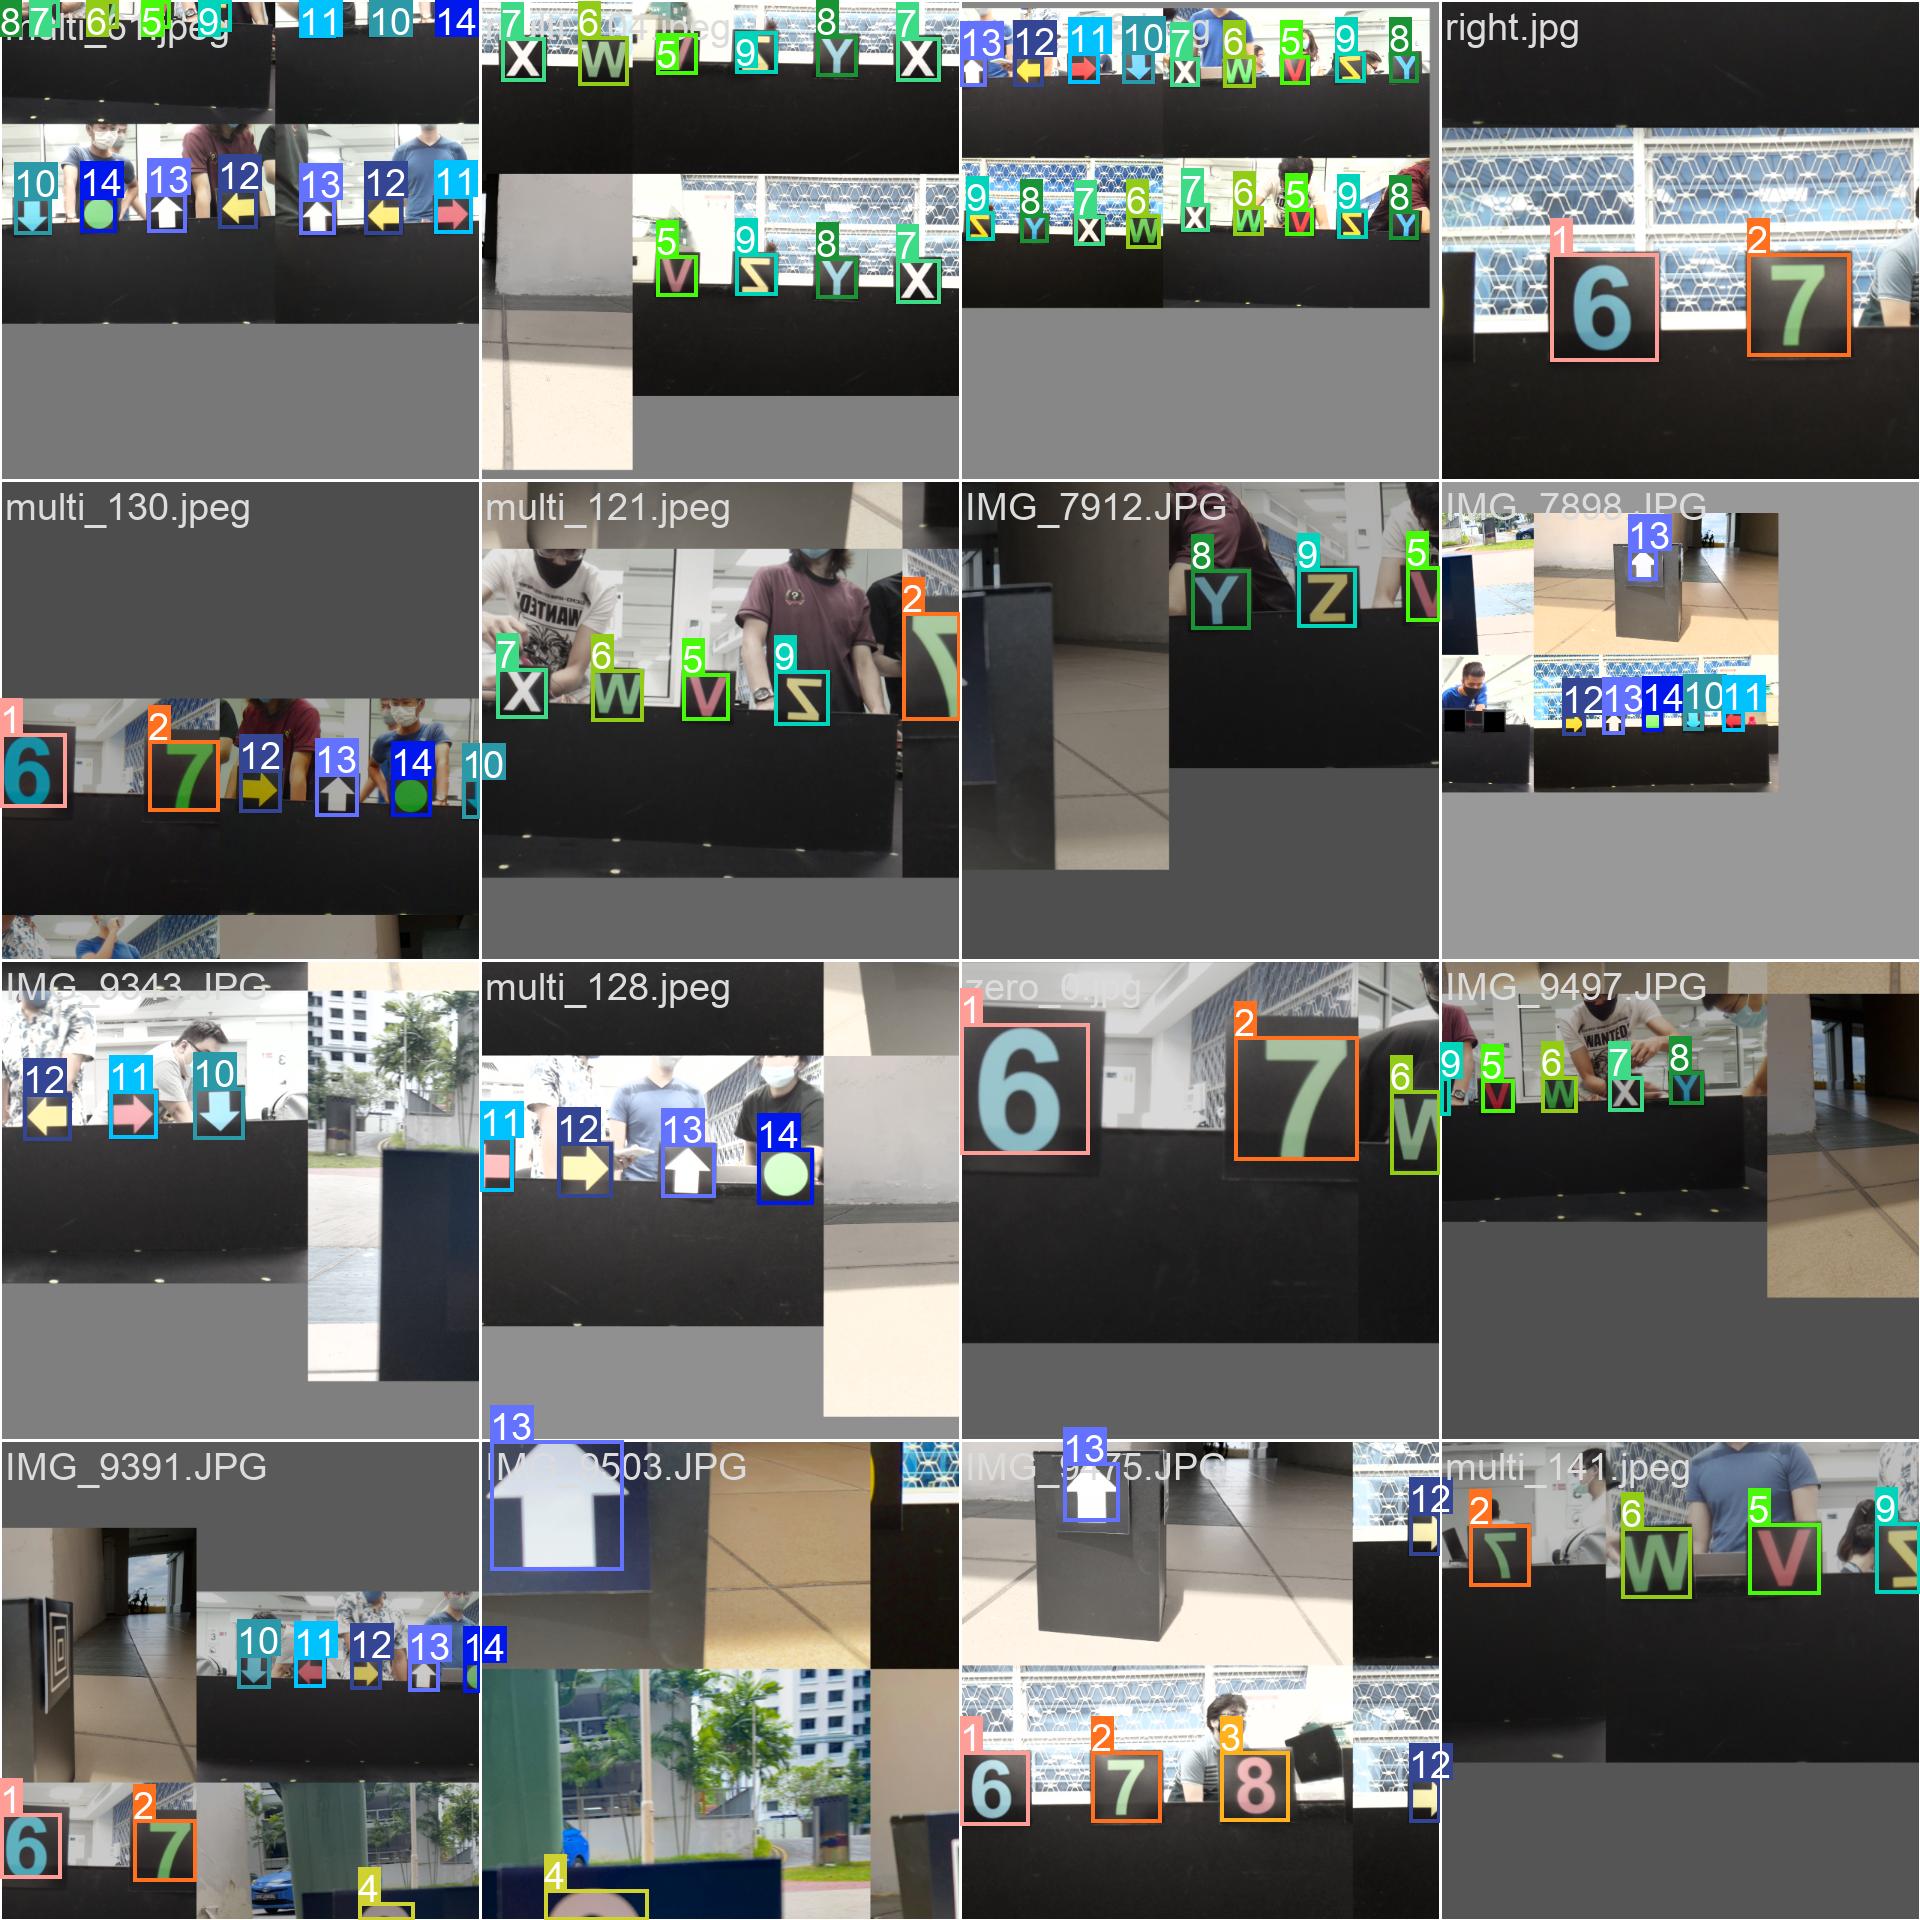 8 7 6 5 9 11 10 14
10 14 13 12 13 12 11
7 6 5 9 8 7
X W Y X
5 9 8 7
V Y X
13 12 11 10 7 6 5 9 8
X W V Z Y
9 8 7 6 7 6 5 9 8
Y X W X W V Z Y
right.jpg
1 2
6 7
multi_130.jpeg
1 2 12 13 14 10
6 7
multi_121.jpeg
WANTED!
7 6 5 9 2
X W V
IMG_7912.JPG
8 9 5
Y Z V
IMG_7898.JPG
13
12 13 14 10 11
IMG_9343.JPG
12 11 10
multi_128.jpeg
11 12 13 14
zero_0.jpg
1 2 6
6 7 W
IMG_9497.JPG
WANTED!
9 5 6 7 8
V W X Y
IMG_9391.JPG
10 11 12 13 14
1 2
6 7
4
13
IMG_9503.JPG
4
13
12
1 2 3 12
6 7 8
multi_141.jpeg
2 6 5 9
7 W V Z